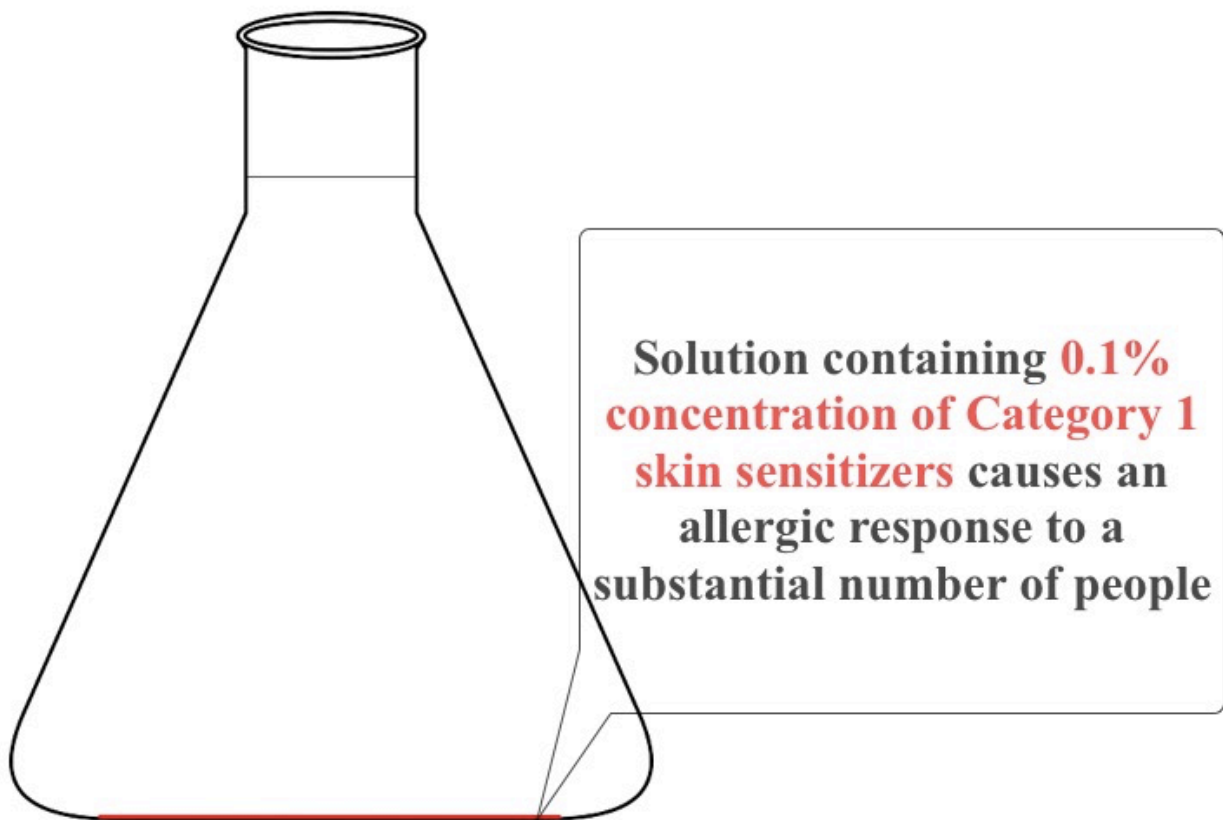 Solution containing 0.1%
concentration of Category 1
skin sensitizers causes an
allergic response to a
substantial number of people